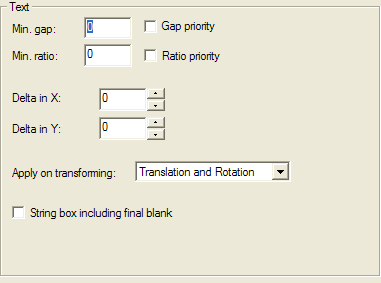 Text
Min. gap: 0 Gap priority
Min. ratio: 0 Ratio priority
Delta in X: 0
Delta in Y: 0
Apply on transforming: Translation and Rotation
String box including final blank